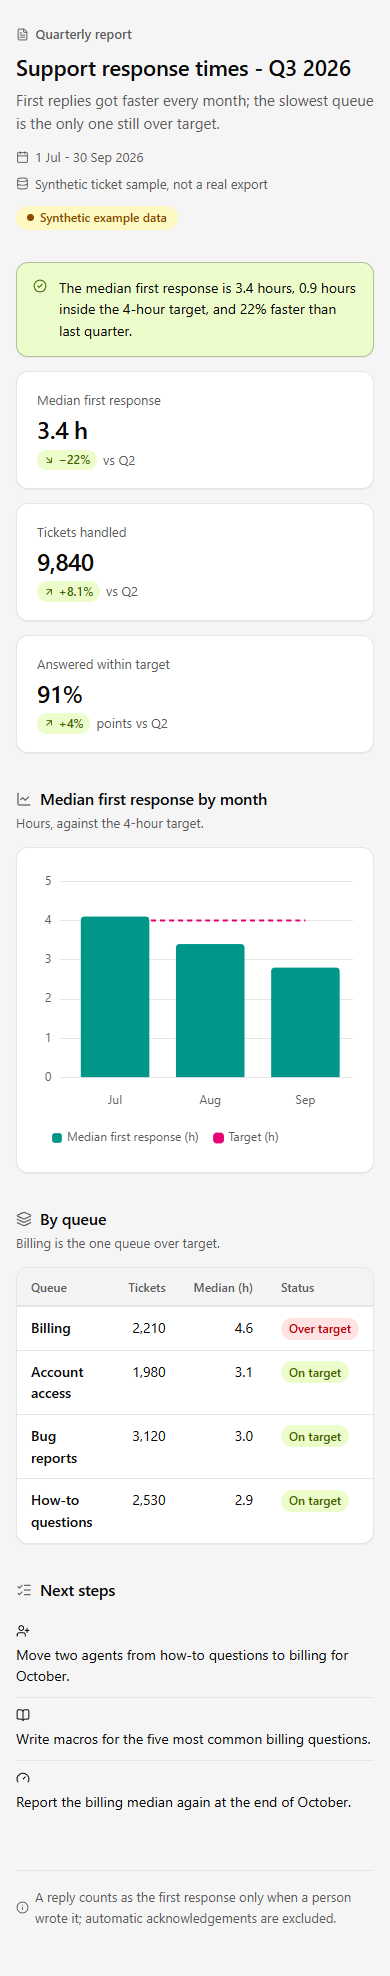 Quarterly report
Support response times - Q3 2026
First replies got faster every month; the slowest queue
is the only one still over target.
1 Jul - 30 Sep 2026
Synthetic ticket sample, not a real export
Synthetic example data
The median first response is 3.4 hours, 0.9 hours
inside the 4-hour target, and 22% faster than
last quarter.
Median first response
3.4 h
−22% vs Q2
Tickets handled
9,840
+8.1% vs Q2
Answered within target
91%
+4% points vs Q2
Median first response by month
Hours, against the 4-hour target.
5
4
3
2
1
0
Jul Aug Sep
Median first response (h) Target (h)
By queue
Billing is the one queue over target.
Queue Tickets Median (h) Status
Billing 2,210 4.6 Over target
Account 1,980 3.1 On target
access
Bug 3,120 3.0 On target
reports
How-to 2,530 2.9 On target
questions
Next steps
Move two agents from how-to questions to billing for
October.
Write macros for the five most common billing questions.
Report the billing median again at the end of October.
A reply counts as the first response only when a person
wrote it; automatic acknowledgements are excluded.